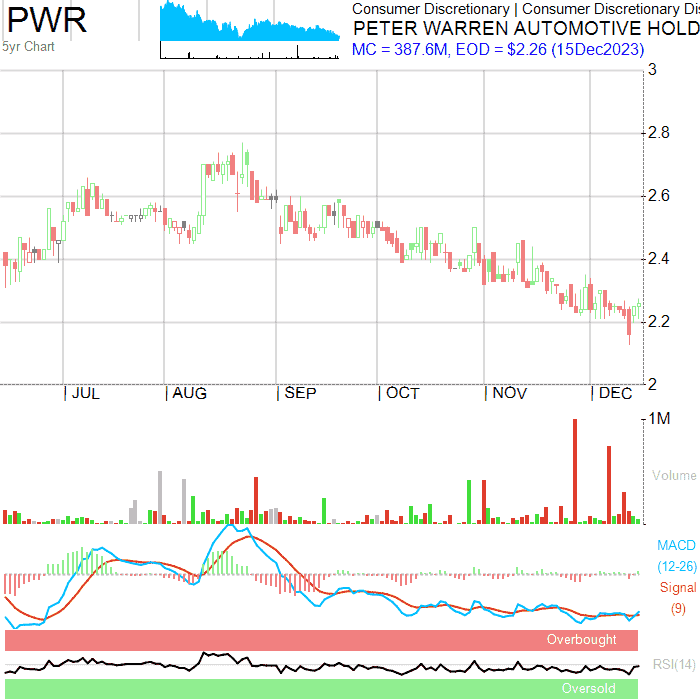 PWR
5yr Chart
Consumer Discretionary | Consumer Discretionary Dis
PETER WARREN AUTOMOTIVE HOLD
MC = 387.6M, EOD = $2.26 (15Dec2023)
3
2.8
2.6
2.4
2.2
2
| JUL | AUG | SEP | OCT | NOV | DEC
1M
Volume
MACD
(12-26)
Signal
(9)
Overbought
RSI(14)
Oversold